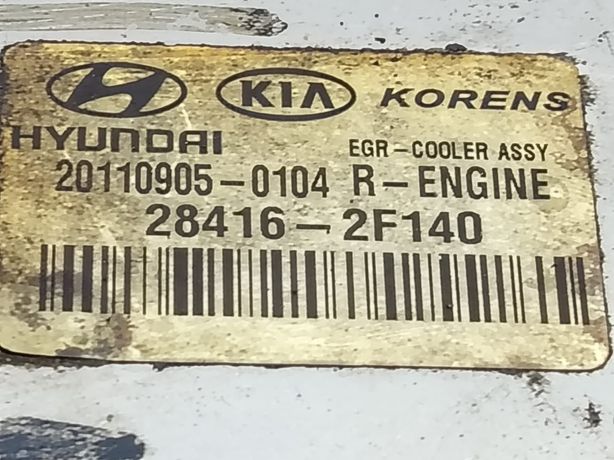 KIA KORENS
HYUNDAI EGR-COOLER ASSY
20110905-0104 R-ENGINE
28416-2F140